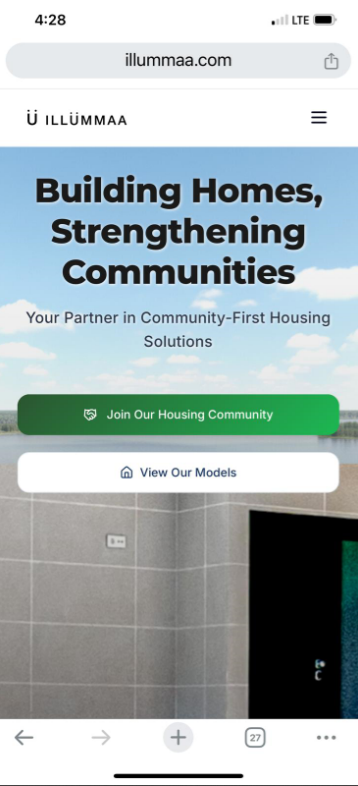 4:28
LTE
illummaa.com
Ü ILLÜMMAA
Building Homes,
Strengthening
Communities
Your Partner in Community-First Housing
Solutions
Join Our Housing Community
View Our Models
27